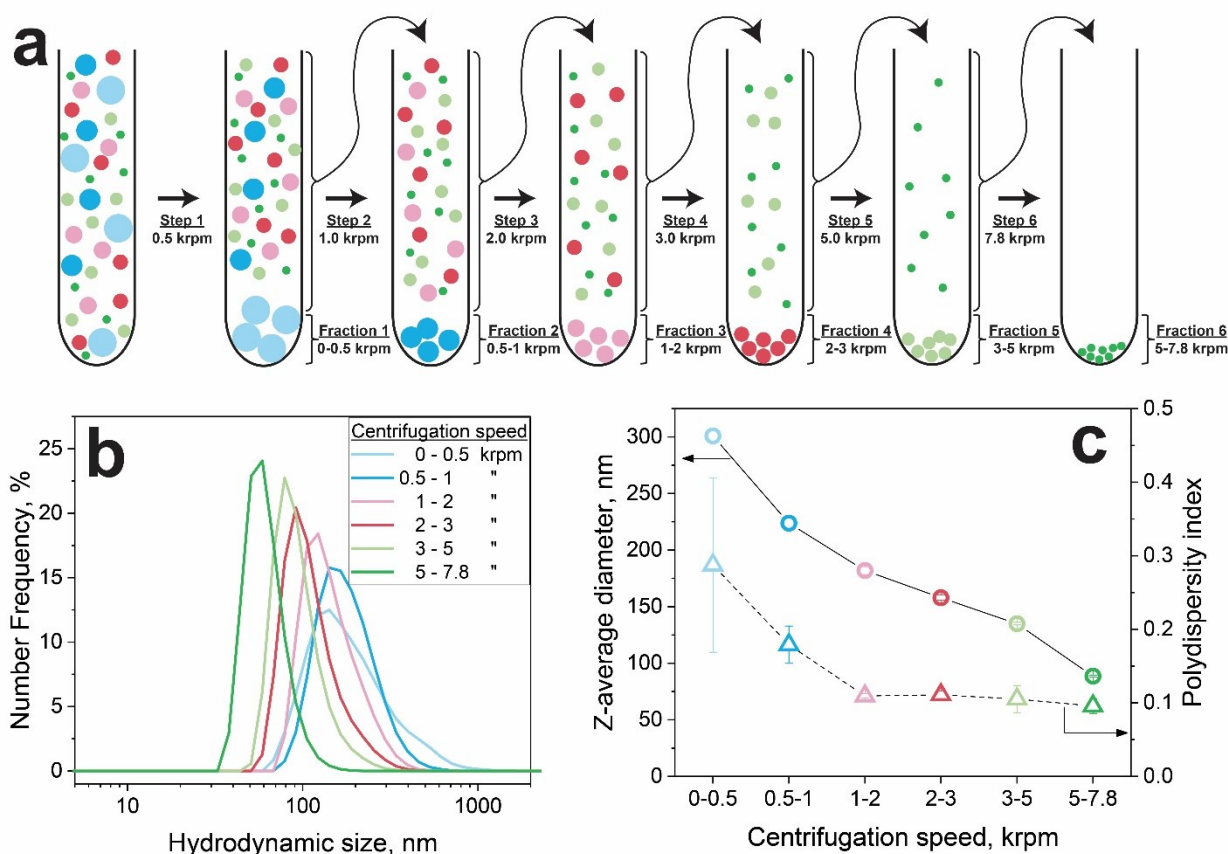 a
Step 1
0.5 krpm
Step 2
1.0 krpm
Step 3
2.0 krpm
Step 4
3.0 krpm
Step 5
5.0 krpm
Step 6
7.8 krpm
Fraction 1
0-0.5 krpm
Fraction 2
0.5-1 krpm
Fraction 3
1-2 krpm
Fraction 4
2-3 krpm
Fraction 5
3-5 krpm
Fraction 6
5-7.8 krpm
b
Number Frequency, %
25
20
15
10
5
0
Centrifugation speed
0 - 0.5 krpm
0.5 - 1 "
1 - 2 "
2 - 3 "
3 - 5 "
5 - 7.8 "
10
100
1000
Hydrodynamic size, nm
c
Z-average diameter, nm
300
250
200
150
100
50
0
0.5
0.4
0.3
0.2
0.1
0.0
Polydispersity index
0-0.5
0.5-1
1-2
2-3
3-5
5-7.8
Centrifugation speed, krpm